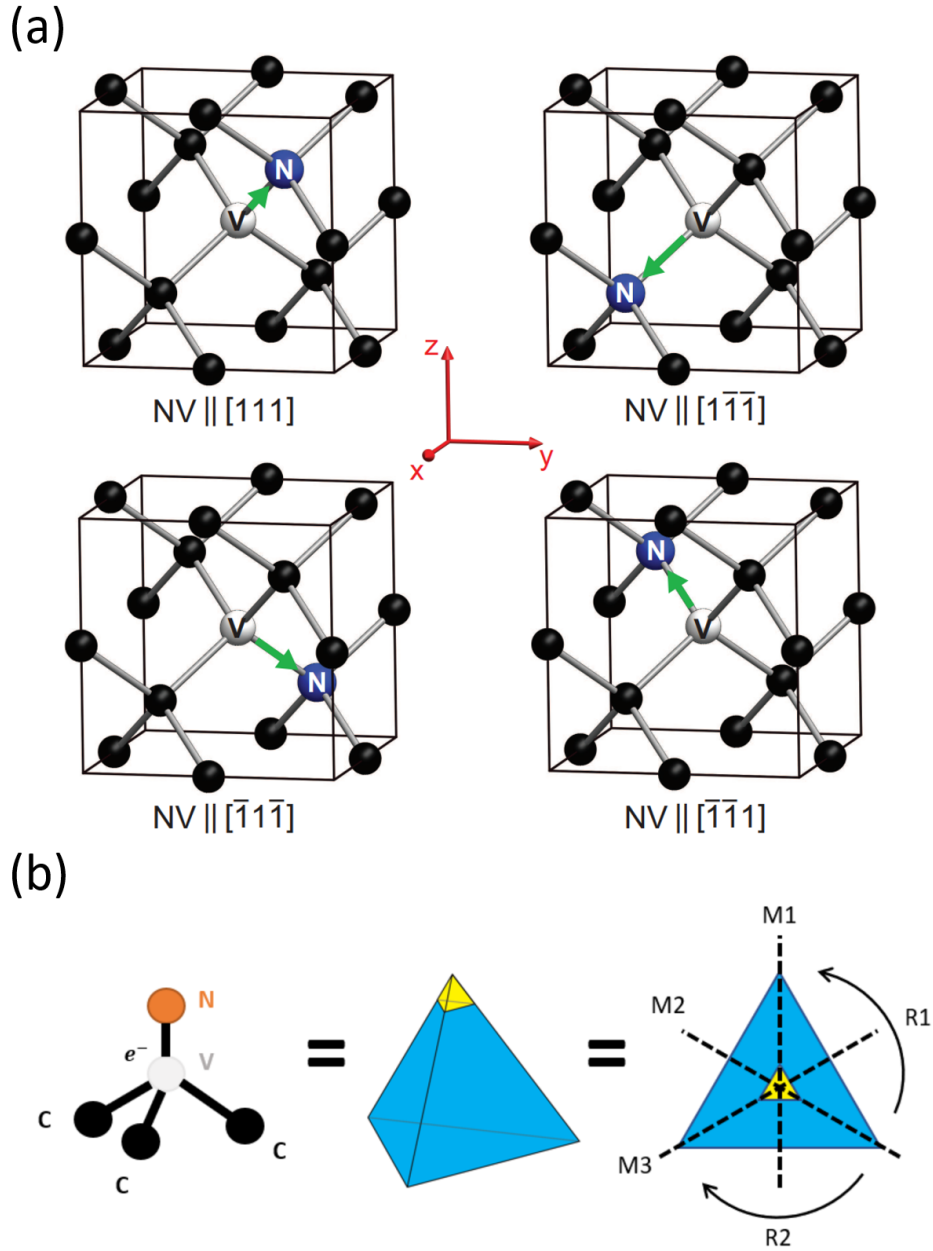 (a)
N
V
V
N
NV || [111]
NV || [11̄1̄]
z
x
y
V
N
N
V
NV || [1̄11̄]
NV || [1̄1̄1]
(b)
N
e⁻
V
C
C
C
=
=
M1
M2
R1
M3
R2